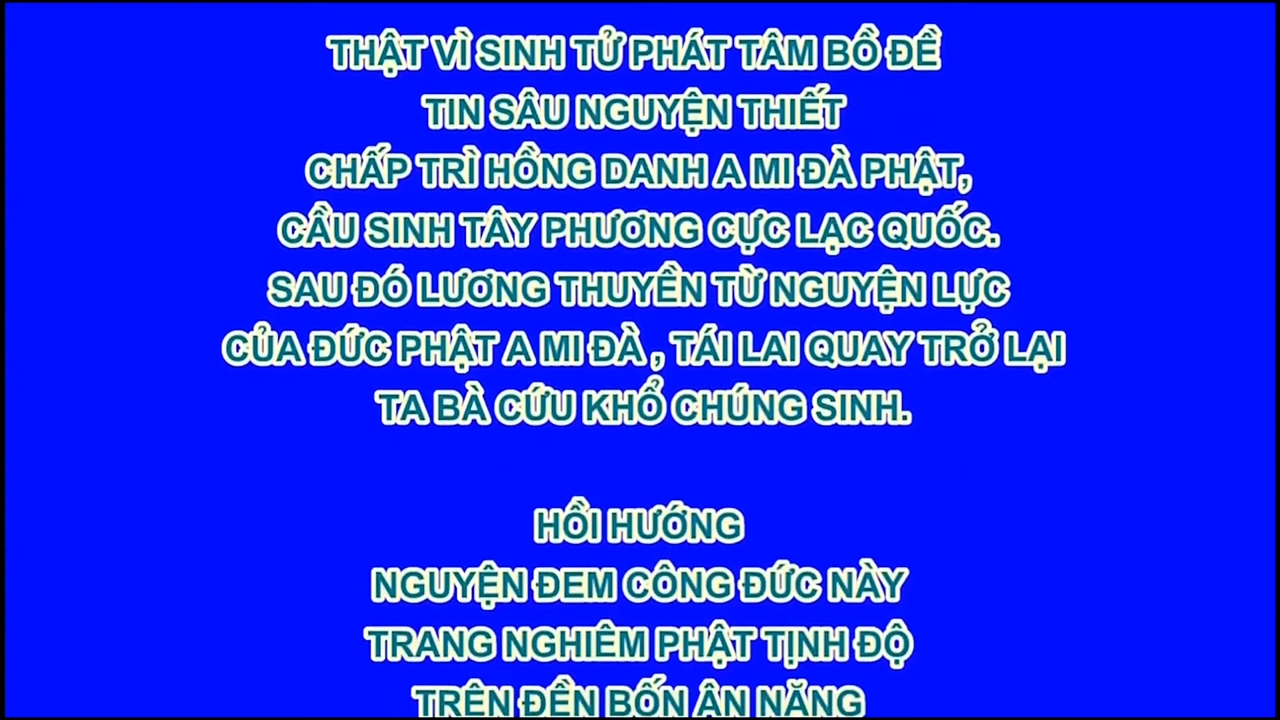 THẬT VÌ SINH TỬ PHÁT TÂM BỒ ĐỀ
TIN SÂU NGUYỆN THIẾT
CHẤP TRÌ HỒNG DANH A MI ĐÀ PHẬT,
CẦU SINH TÂY PHƯƠNG CỰC LẠC QUỐC.
SAU ĐÓ LƯƠNG THUYỀN TỪ NGUYỆN LỰC
CỦA ĐỨC PHẬT A MI ĐÀ , TÁI LAI QUAY TRỞ LẠI
TA BÀ CỨU KHỔ CHÚNG SINH.
HỒI HƯỚNG
NGUYỆN ĐEM CÔNG ĐỨC NÀY
TRANG NGHIÊM PHẬT TỊNH ĐỘ
TRÊN ĐỀN BỐN ÂN NĂNG